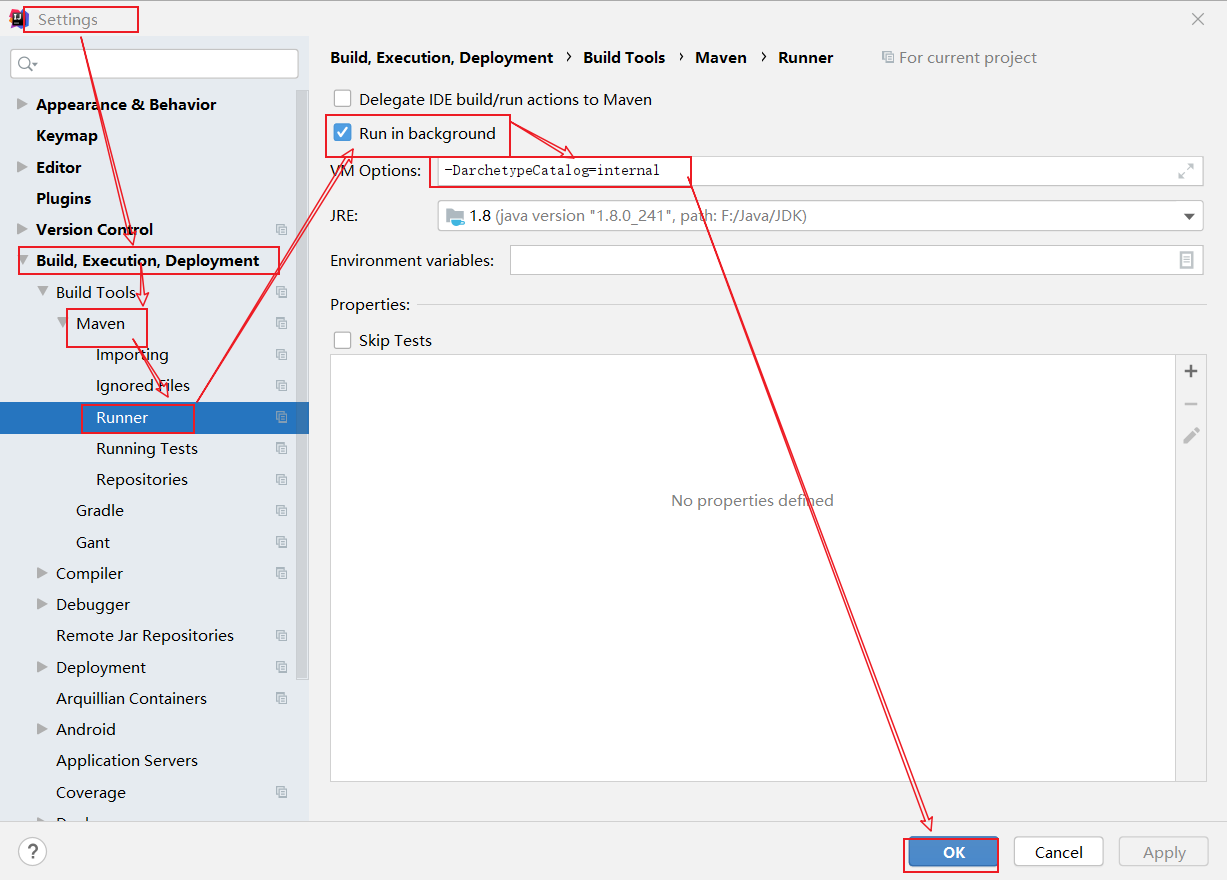 Settings
Appearance & Behavior
Keymap
Editor
Plugins
Version Control
Build, Execution, Deployment
Build Tools
Maven
Importing
Ignored Files
Runner
Running Tests
Repositories
Gradle
Gant
Compiler
Debugger
Remote Jar Repositories
Deployment
Arquillian Containers
Android
Application Servers
Coverage
Build, Execution, Deployment › Build Tools › Maven › Runner For current project
Delegate IDE build/run actions to Maven
Run in background
VM Options: -DarchetypeCatalog=internal
JRE: 1.8 (java version "1.8.0_241", path: F:/Java/JDK)
Environment variables:
Properties:
Skip Tests
No properties defined
? OK Cancel Apply